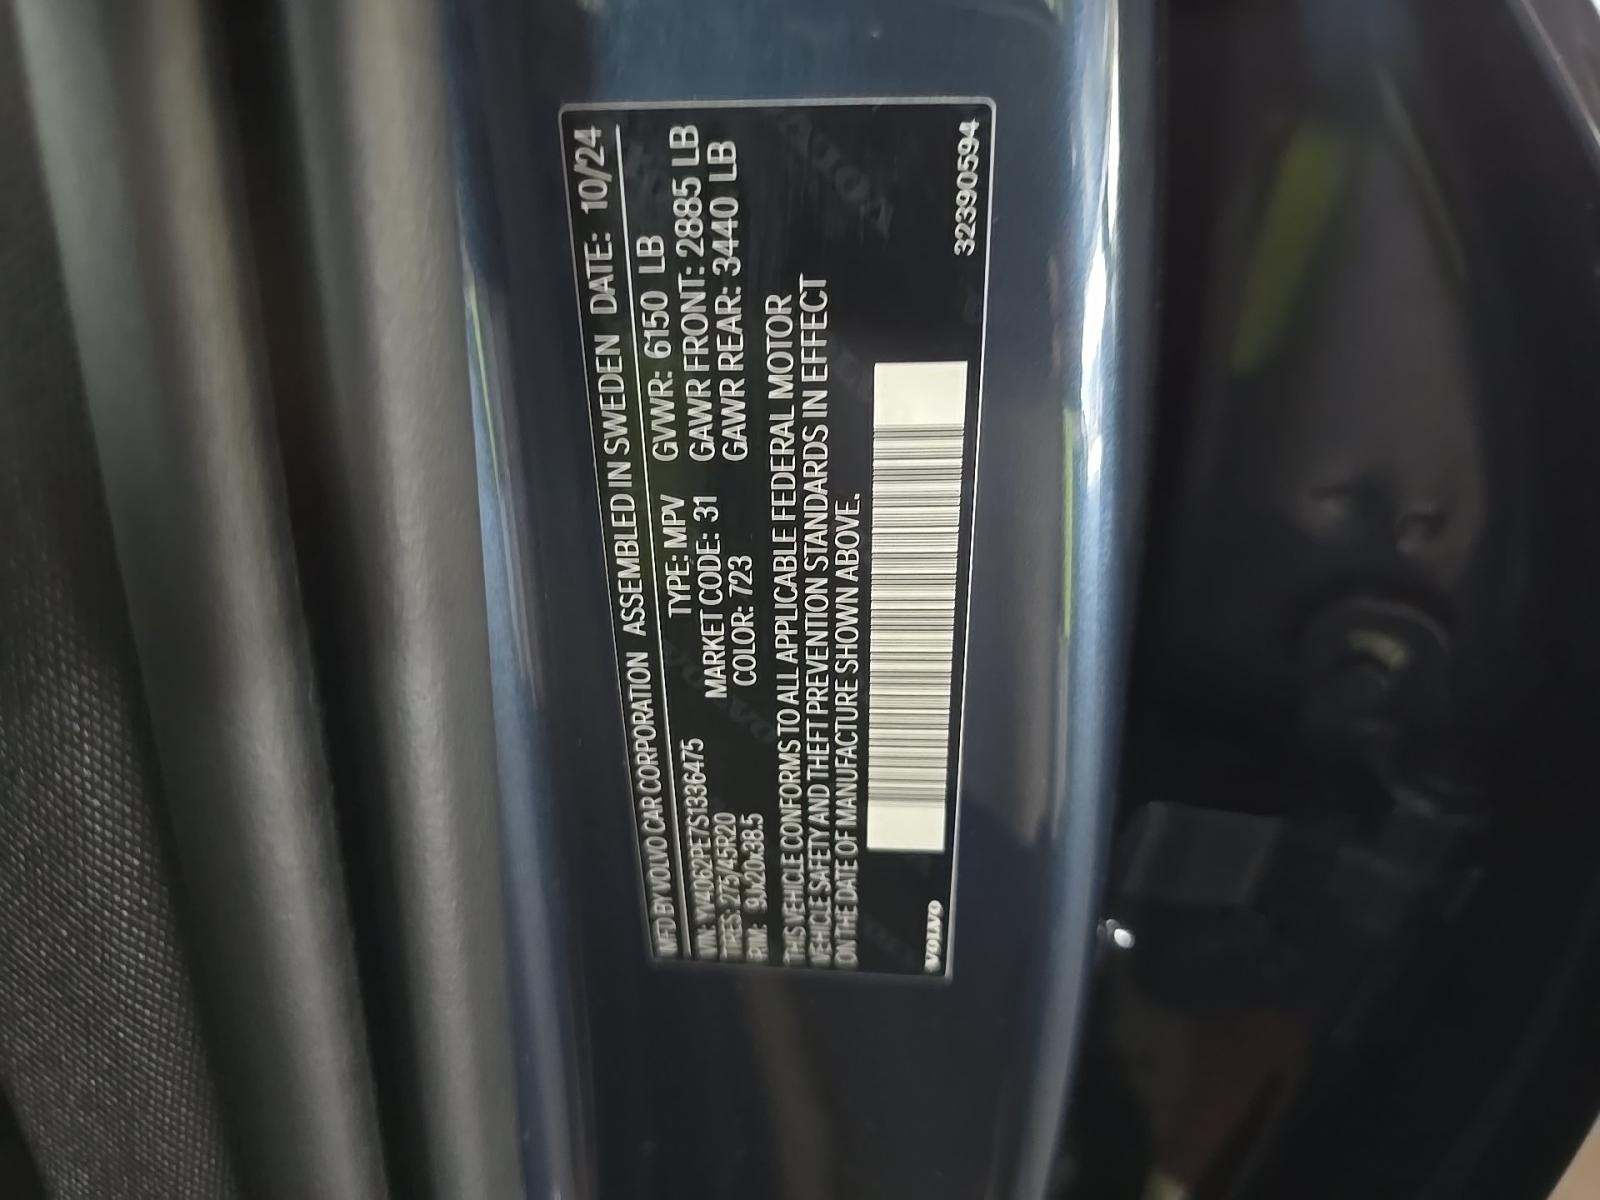 MFD BY VOLVO CAR CORPORATION ASSEMBLED IN SWEDEN DATE: 10/24
VIN: YV4062PE7S1336475 TYPE: MPV GVWR: 6150 LB
TIRES: 275/45R20 MARKET CODE: 31 GAWR FRONT: 2885 LB
RIM: 9Jx20x38.5 COLOR: 723 GAWR REAR: 3440 LB
THIS VEHICLE CONFORMS TO ALL APPLICABLE FEDERAL MOTOR
VEHICLE SAFETY AND THEFT PREVENTION STANDARDS IN EFFECT
ON THE DATE OF MANUFACTURE SHOWN ABOVE.
VOLVO 32390594